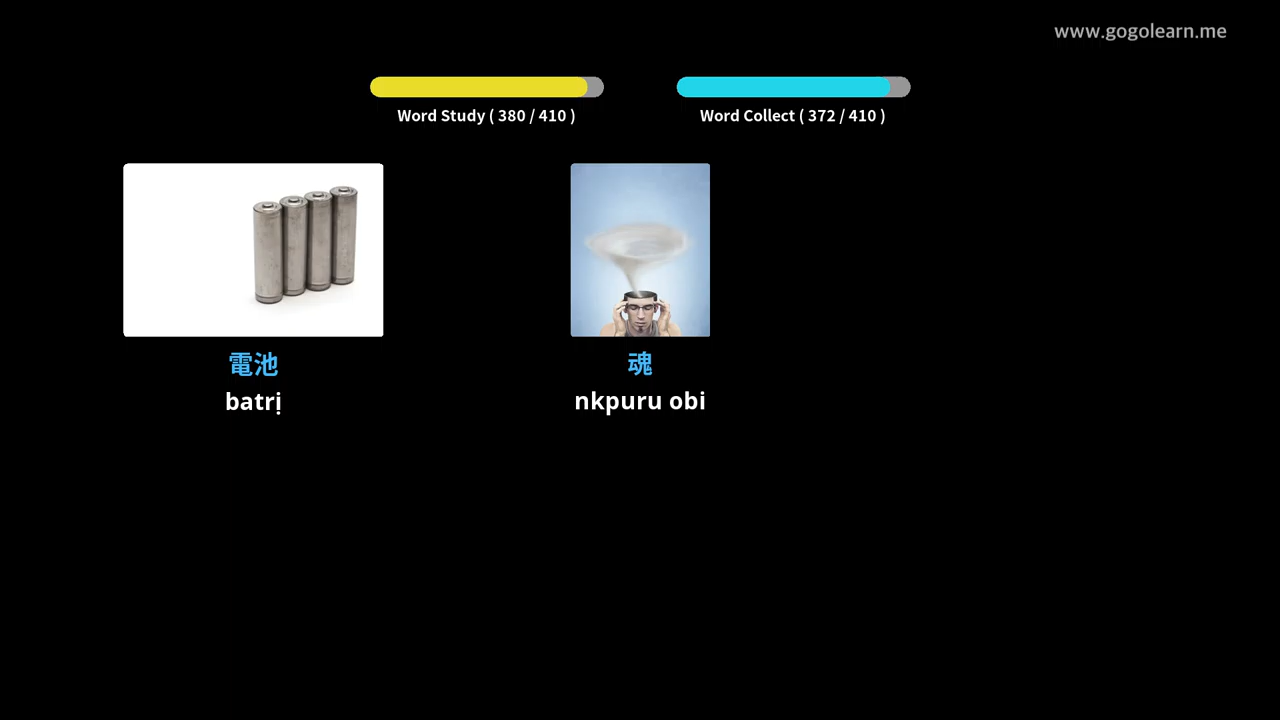 www.gogolearn.me
Word Study ( 380 / 410 )
Word Collect ( 372 / 410 )
電池
batrị
魂
nkpuru obi